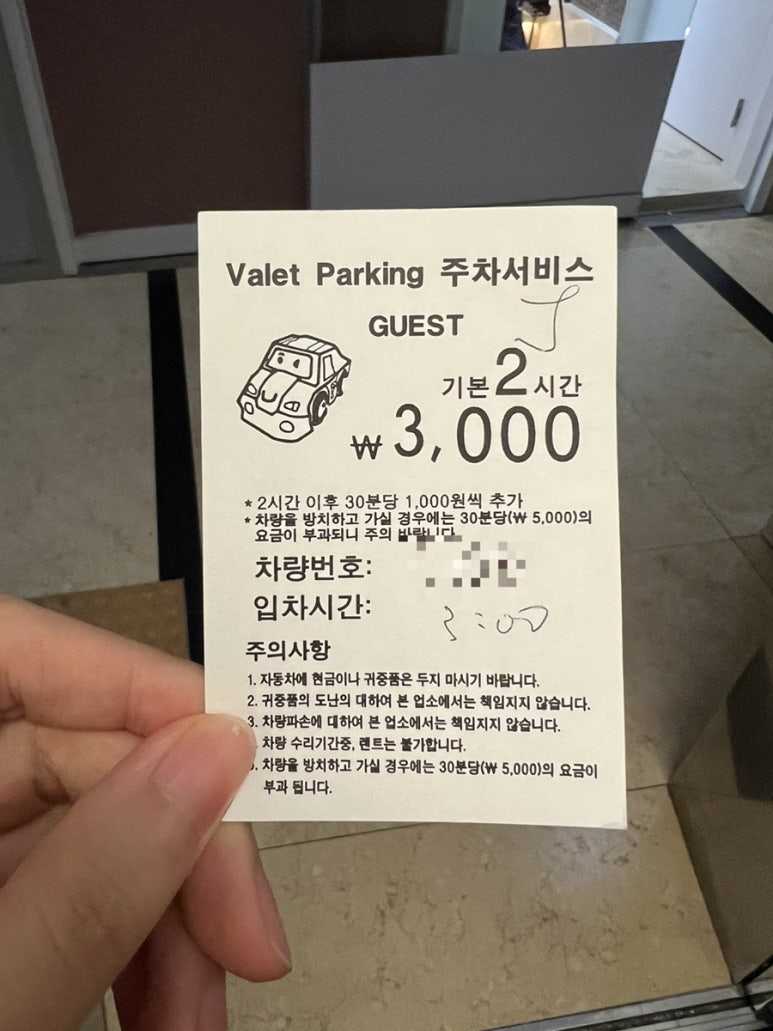 Valet Parking 주차서비스
GUEST
기본 2 시간
₩ 3,000
* 2시간 이후 30분당 1,000원씩 추가
* 차량을 방치하고 가실 경우에는 30분당(₩ 5,000)의
요금이 부과되니 주의 바랍니다
차량번호:
입차시간: 3:00
주의사항
1. 자동차에 현금이나 귀중품은 두지 마시기 바랍니다.
2. 귀중품의 도난의 대하여 본 업소에서는 책임지지 않습니다.
3. 차량파손에 대하여 본 업소에서는 책임지지 않습니다.
차량 수리기간중, 렌트는 불가합니다.
차량을 방치하고 가실 경우에는 30분당(₩ 5,000)의 요금이
부과 됩니다.